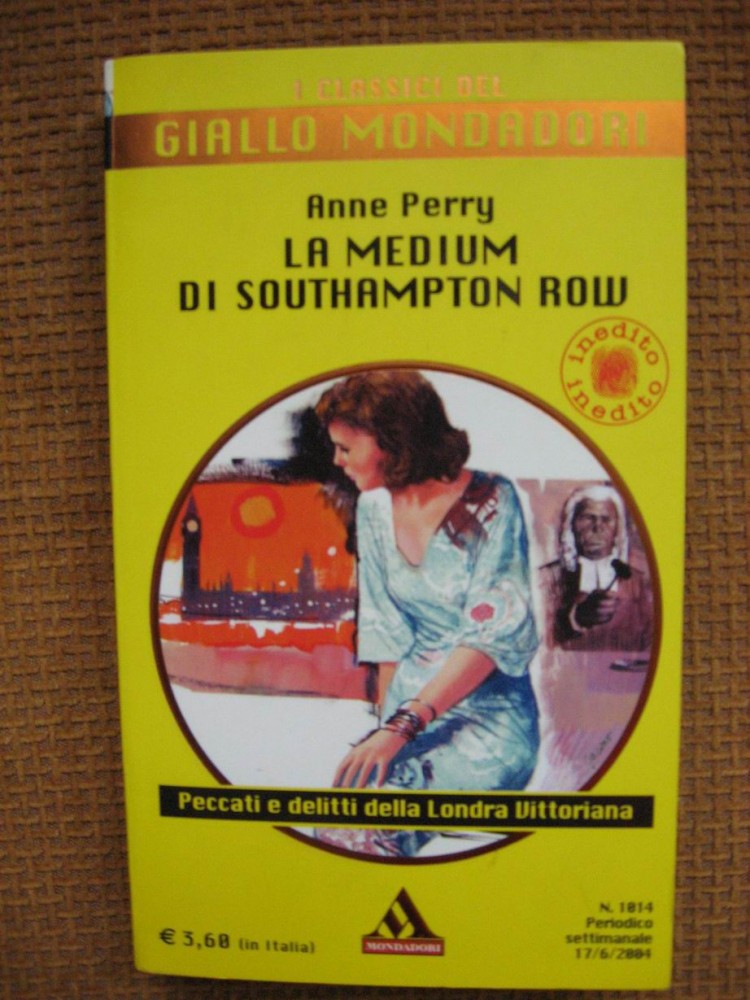 I CLASSICI DEL
GIALLO MONDADORI
Anne Perry
LA MEDIUM
DI SOUTHAMPTON ROW
inedito
inedito
Peccati e delitti della Londra Vittoriana
€ 3,60 (in Italia)
MONDADORI
N. 1014
Periodico
settimanale
17/6/2004